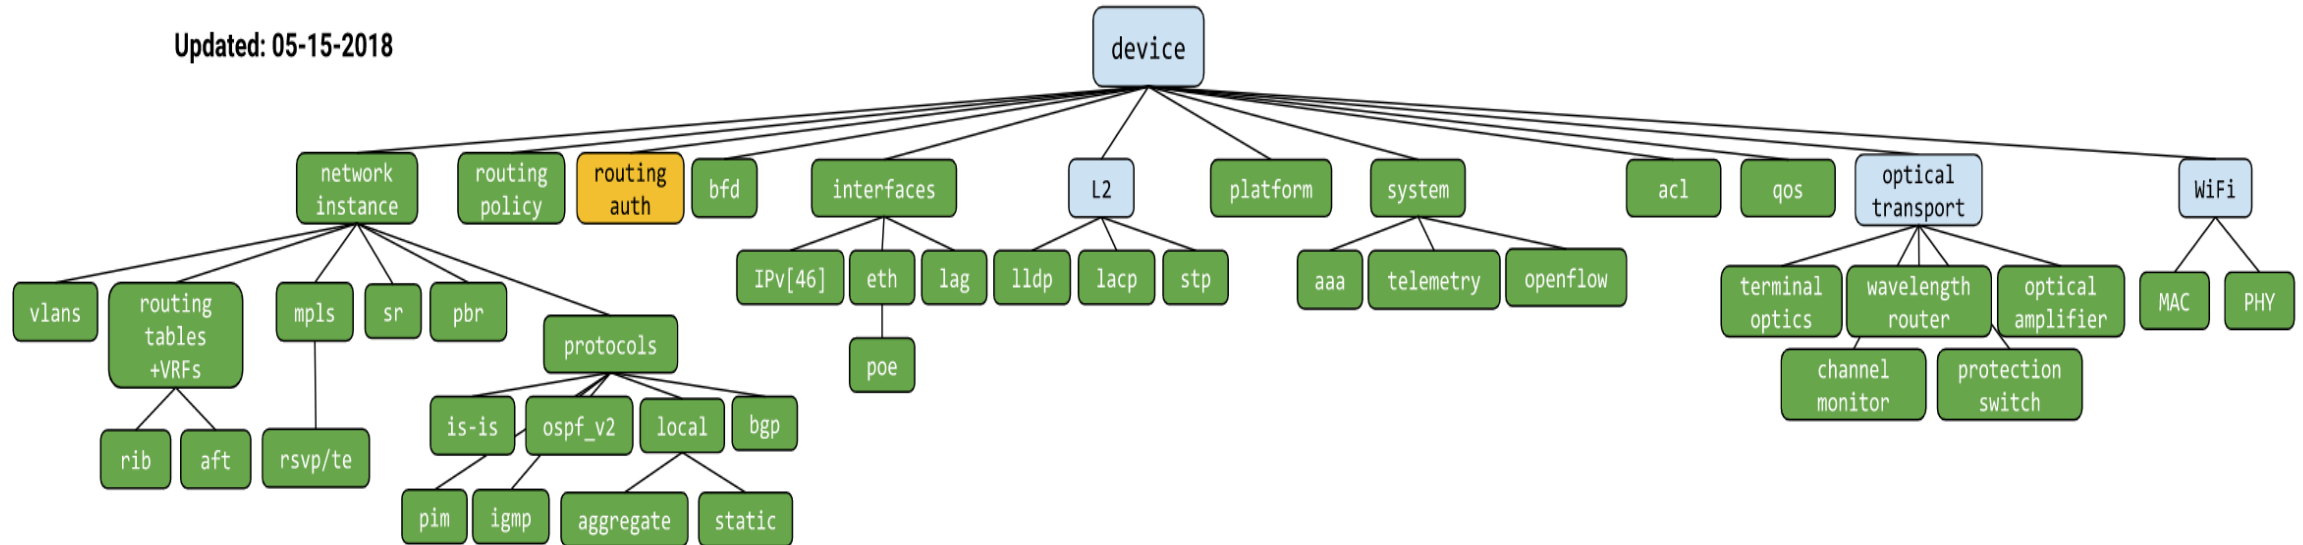 Updated: 05-15-2018
device
network
instance
routing
policy
routing
auth
bfd
interfaces
L2
platform
system
acl
qos
optical
transport
WiFi
vlans
routing
tables
+VRFs
mpls
sr
pbr
protocols
IPv[46]
eth
lag
lldp
lacp
stp
aaa
telemetry
openflow
terminal
optics
wavelength
router
optical
amplifier
MAC
PHY
poe
channel
monitor
protection
switch
is-is
ospf_v2
local
bgp
rib
aft
rsvp/te
pim
igmp
aggregate
static